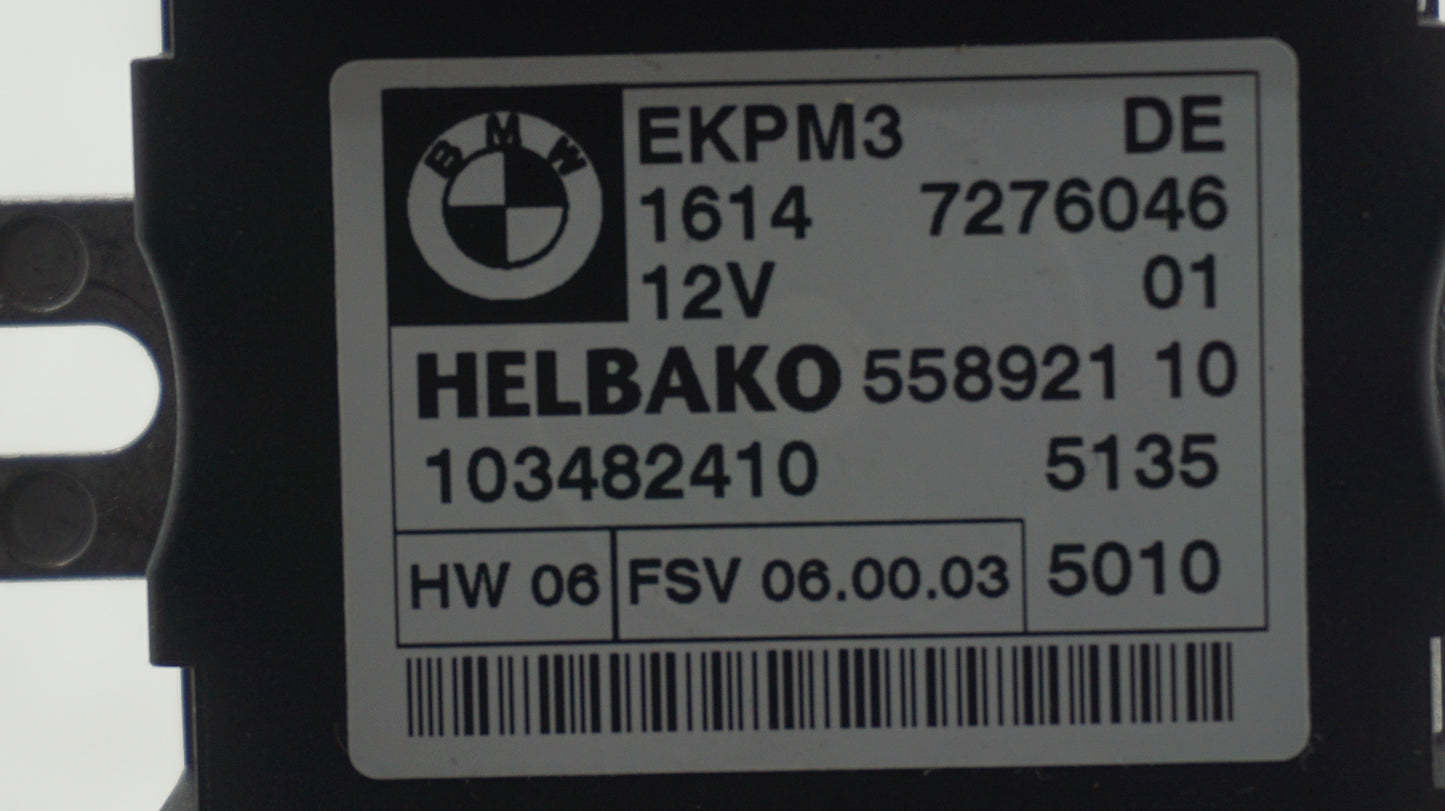 BMW
EKPM3 DE
1614 7276046
12V 01
HELBAKO 558921 10
103482410 5135
HW 06 FSV 06.00.03 5010